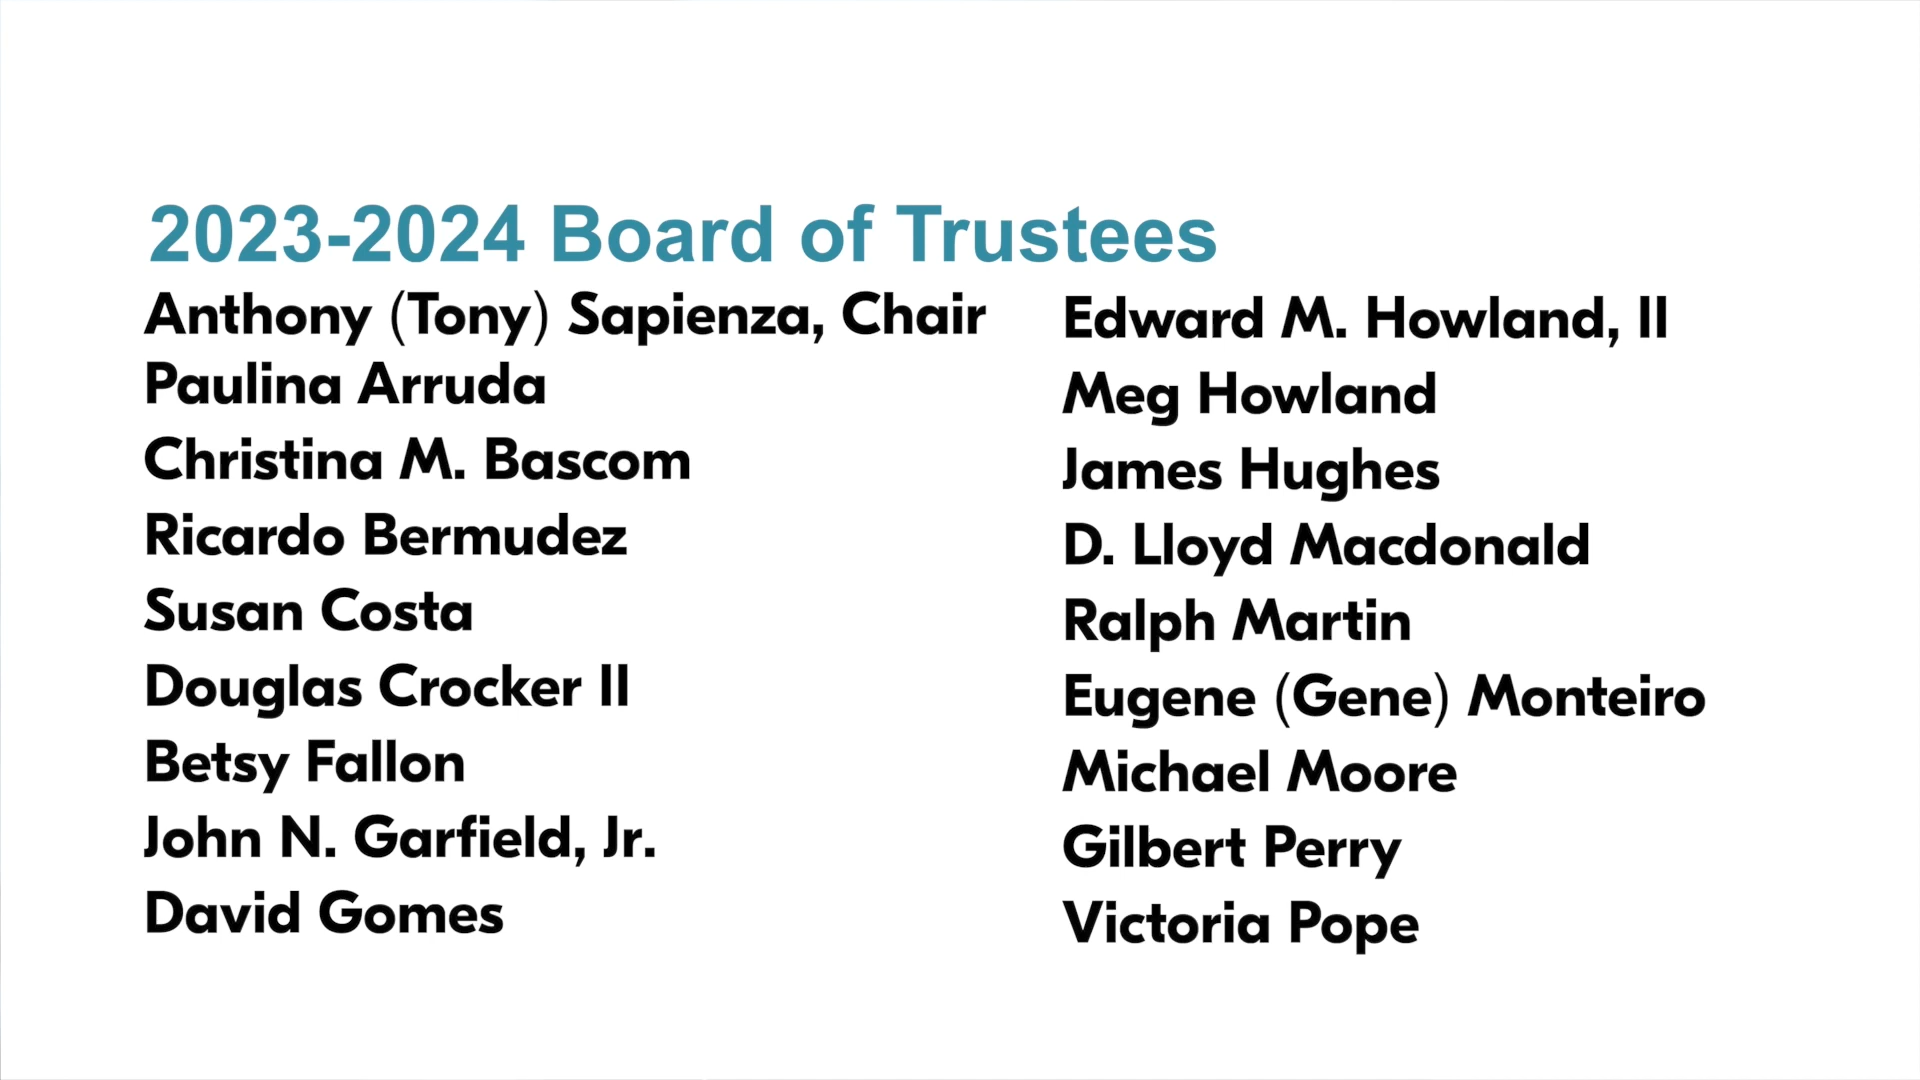 2023-2024 Board of Trustees
Anthony (Tony) Sapienza, Chair
Paulina Arruda
Christina M. Bascom
Ricardo Bermudez
Susan Costa
Douglas Crocker II
Betsy Fallon
John N. Garfield, Jr.
David Gomes
Edward M. Howland, II
Meg Howland
James Hughes
D. Lloyd Macdonald
Ralph Martin
Eugene (Gene) Monteiro
Michael Moore
Gilbert Perry
Victoria Pope